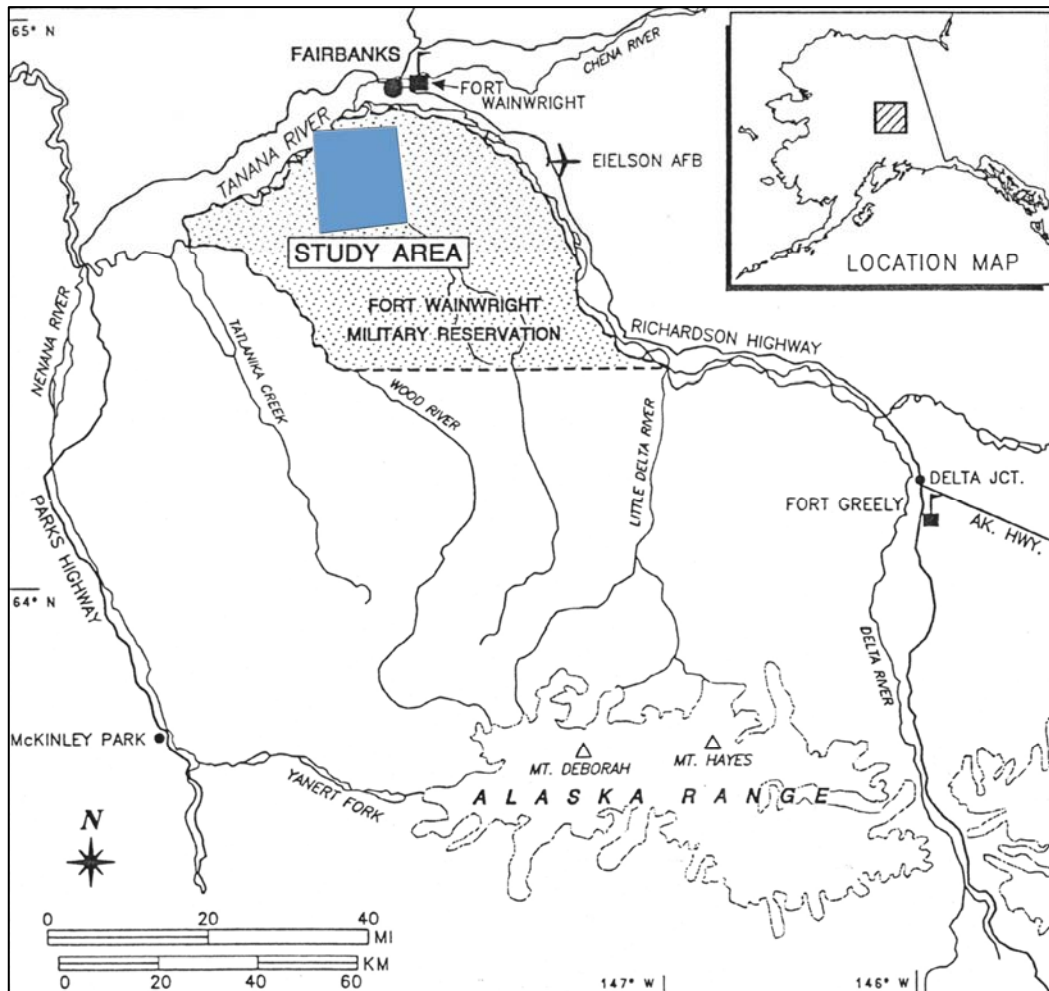 65° N
FAIRBANKS
CHENA RIVER
FORT
WAINWRIGHT
TANANA RIVER
EIELSON AFB
LOCATION MAP
STUDY AREA
FORT WAINWRIGHT
MILITARY RESERVATION
NENANA RIVER
TATLANIKA CREEK
WOOD RIVER
RICHARDSON HIGHWAY
LITTLE DELTA RIVER
DELTA JCT.
FORT GREELY
AK. HWY.
PARKS HIGHWAY
64° N
DELTA RIVER
McKINLEY PARK
MT. DEBORAH
MT. HAYES
YANERT FORK
ALASKA RANGE
N
0 20 40
MI
KM
0 20 40 60
147° W
146° W